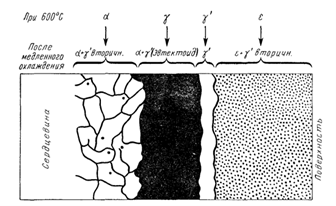 При 600°С α γ γ′ ε
После медленного охлаждения
α+γ′ вторичн. α+γ′(Эвтектоид) γ′ ε+γ′ вторичн.
Сердцевина
Поверхность